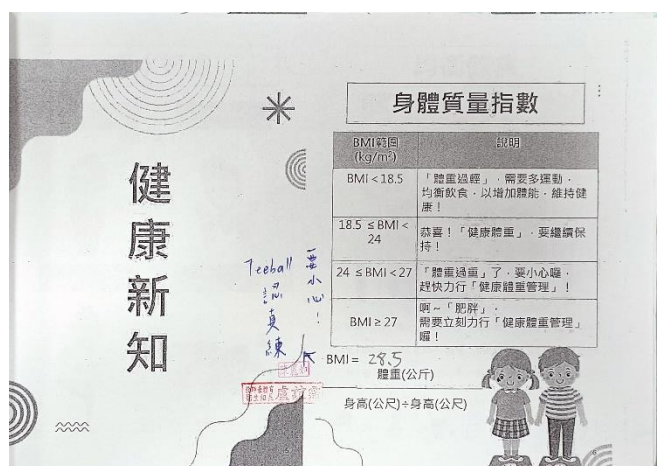 健康新知
要小心！
Teeball
認真練
身體質量指數
BMI範圍
(kg/m²)
說明
BMI < 18.5
「體重過輕」，需要多運動，
均衡飲食，以增加體能，維持健
康！
18.5 ≤ BMI <
24
恭喜！「健康體重」，要繼續保
持！
24 ≤ BMI < 27
「體重過重」了，要小心囉，
趕快力行「健康體重管理」！
BMI ≥ 27
啊～「肥胖」，
需要立刻力行「健康體重管理」
囉！
BMI = 28.5
體重(公斤)
身高(公尺)÷身高(公尺)
6